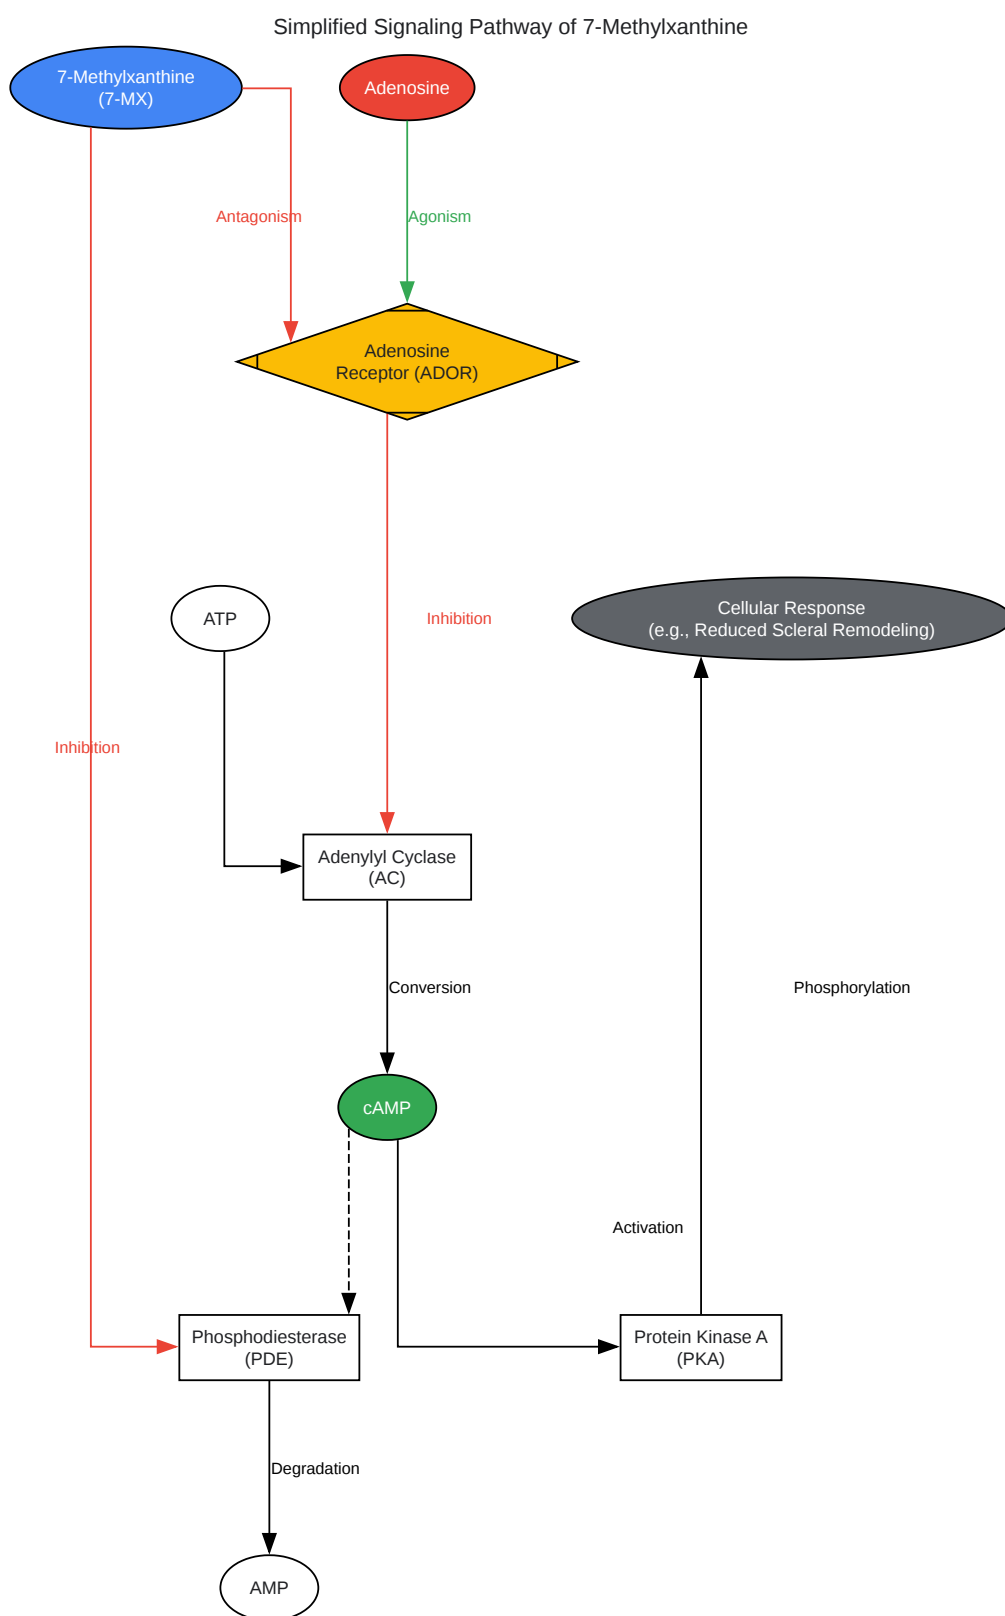 Simplified Signaling Pathway of 7-Methylxanthine
7-Methylxanthine
(7-MX)
Adenosine
Antagonism
Agonism
Adenosine
Receptor (ADOR)
ATP
Inhibition
Cellular Response
(e.g., Reduced Scleral Remodeling)
Inhibition
Adenylyl Cyclase
(AC)
Conversion
Phosphorylation
cAMP
Activation
Phosphodiesterase
(PDE)
Protein Kinase A
(PKA)
Degradation
AMP